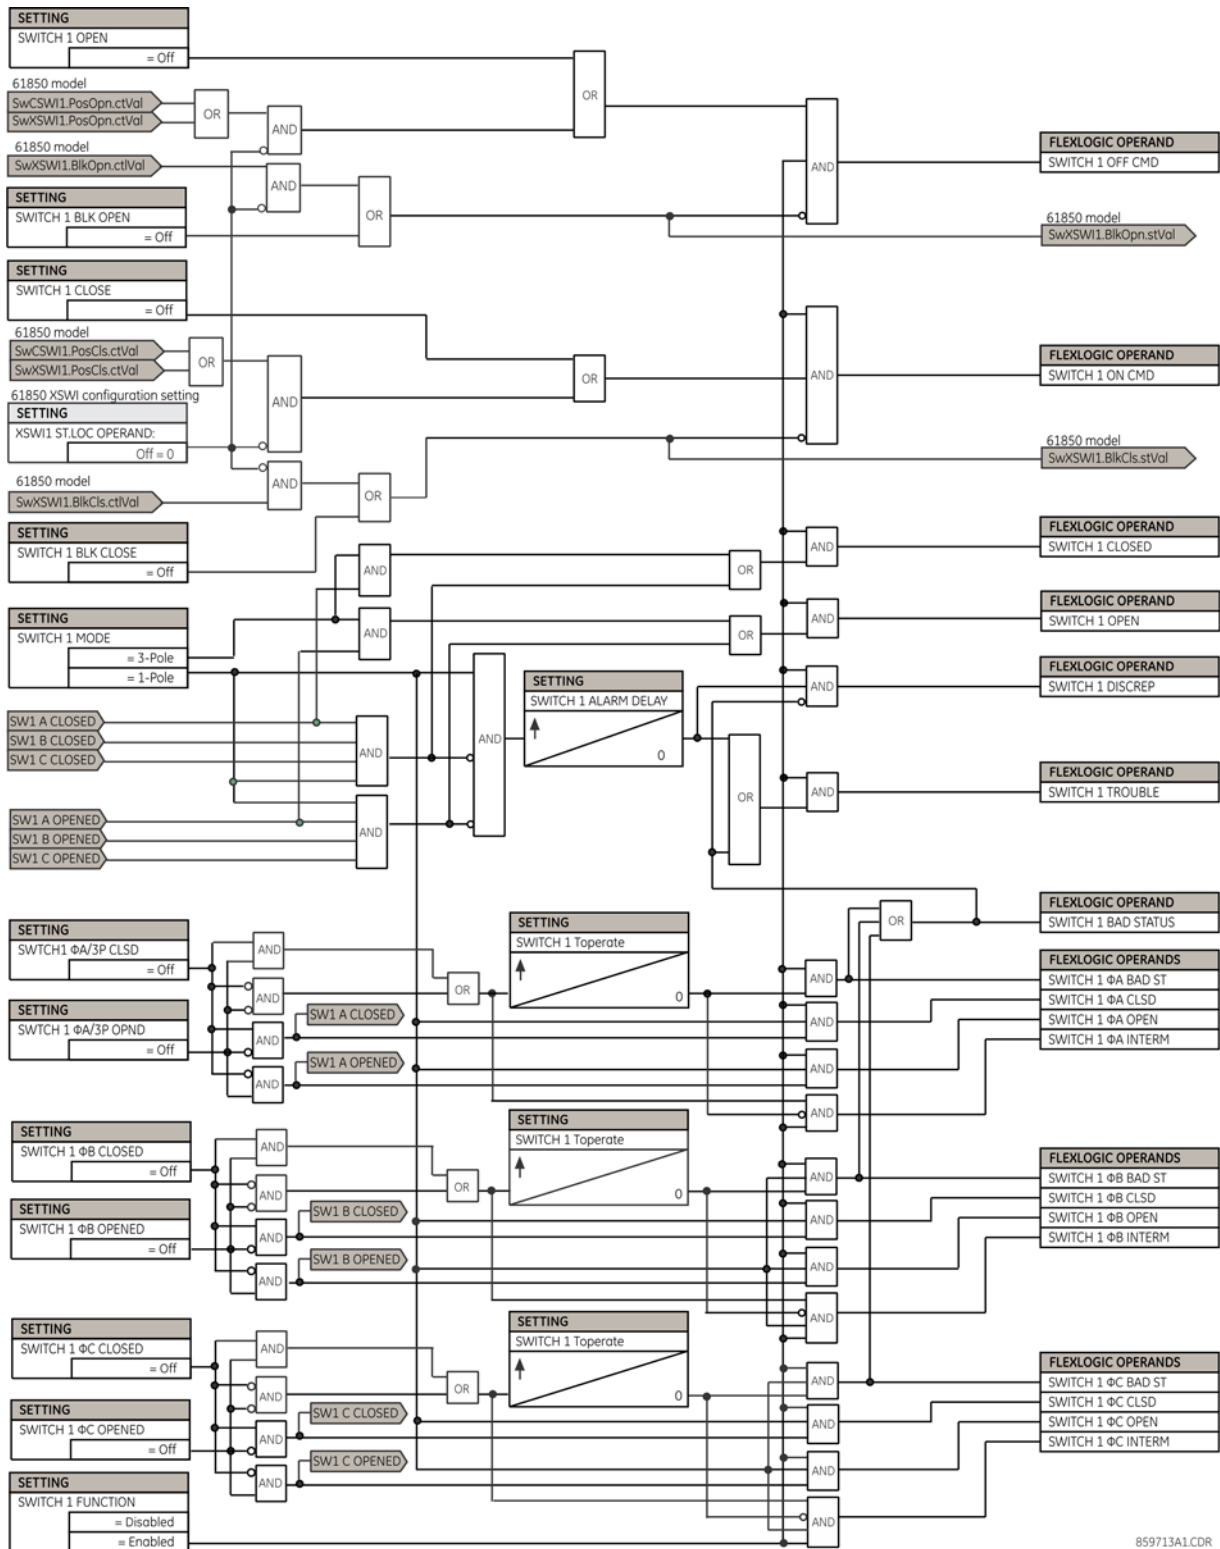 SETTING
SWITCH 1 OPEN
= Off
61850 model
SwCSWI1.PosOpn.ctVal
SwXSWI1.PosOpn.ctVal
OR
AND
OR
AND
61850 model
SwXSWI1.BlkOpn.ctlVal
AND
SETTING
SWITCH 1 BLK OPEN
= Off
OR
FLEXLOGIC OPERAND
SWITCH 1 OFF CMD
61850 model
SwXSWI1.BlkOpn.stVal
SETTING
SWITCH 1 CLOSE
= Off
61850 model
SwCSWI1.PosCls.ctVal
SwXSWI1.PosCls.ctVal
OR
AND
OR
AND
FLEXLOGIC OPERAND
SWITCH 1 ON CMD
61850 XSWI configuration setting
SETTING
XSWI1 ST.LOC OPERAND:
Off = 0
61850 model
SwXSWI1.BlkCls.stVal
61850 model
SwXSWI1.BlkCls.ctlVal
AND
OR
SETTING
SWITCH 1 BLK CLOSE
= Off
AND
OR
AND
FLEXLOGIC OPERAND
SWITCH 1 CLOSED
SETTING
SWITCH 1 MODE
= 3-Pole
= 1-Pole
AND
OR
AND
FLEXLOGIC OPERAND
SWITCH 1 OPEN
SETTING
SWITCH 1 ALARM DELAY
0
AND
AND
FLEXLOGIC OPERAND
SWITCH 1 DISCREP
SW1 A CLOSED
SW1 B CLOSED
SW1 C CLOSED
AND
OR
AND
FLEXLOGIC OPERAND
SWITCH 1 TROUBLE
SW1 A OPENED
SW1 B OPENED
SW1 C OPENED
AND
OR
FLEXLOGIC OPERAND
SWITCH 1 BAD STATUS
SETTING
SWTCH1 ΦA/3P CLSD
= Off
SETTING
SWTCH 1 ΦA/3P OPND
= Off
AND
AND
AND
AND
SW1 A CLOSED
SW1 A OPENED
OR
SETTING
SWITCH 1 Toperate
0
AND
AND
AND
AND
FLEXLOGIC OPERANDS
SWITCH 1 ΦA BAD ST
SWITCH 1 ΦA CLSD
SWITCH 1 ΦA OPEN
SWITCH 1 ΦA INTERM
SETTING
SWITCH 1 ΦB CLOSED
= Off
SETTING
SWITCH 1 ΦB OPENED
= Off
AND
AND
AND
AND
SW1 B CLOSED
SW1 B OPENED
OR
SETTING
SWITCH 1 Toperate
0
AND
AND
AND
AND
FLEXLOGIC OPERANDS
SWITCH 1 ΦB BAD ST
SWITCH 1 ΦB CLSD
SWITCH 1 ΦB OPEN
SWITCH 1 ΦB INTERM
SETTING
SWITCH 1 ΦC CLOSED
= Off
SETTING
SWITCH 1 ΦC OPENED
= Off
AND
AND
AND
AND
SW1 C CLOSED
SW1 C OPENED
OR
SETTING
SWITCH 1 Toperate
0
AND
AND
AND
AND
FLEXLOGIC OPERANDS
SWITCH 1 ΦC BAD ST
SWITCH 1 ΦC CLSD
SWITCH 1 ΦC OPEN
SWITCH 1 ΦC INTERM
SETTING
SWITCH 1 FUNCTION
= Disabled
= Enabled
859713A1.CDR